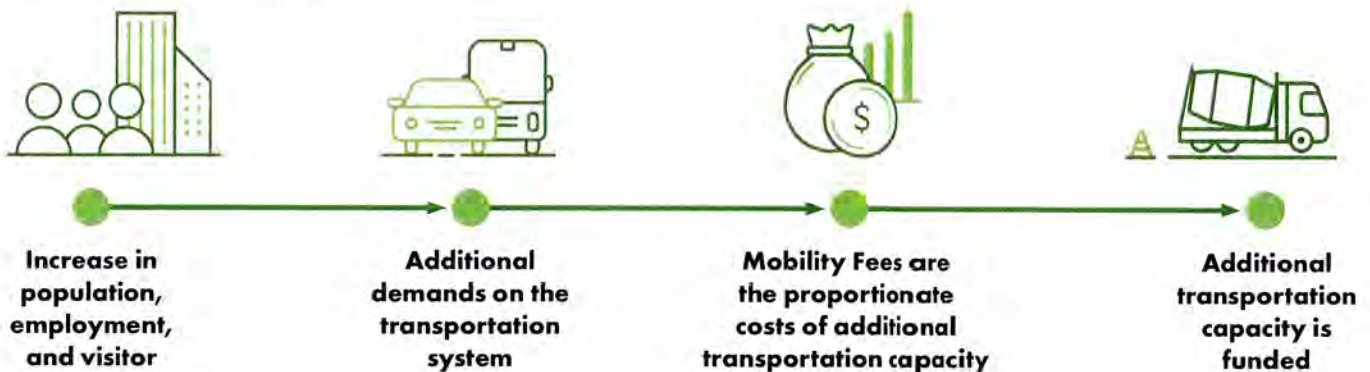 $
Increase in
population,
employment,
and visitor
Additional
demands on the
transportation
system
Mobility Fees are
the proportionate
costs of additional
transportation capacity
Additional
transportation
capacity is
funded